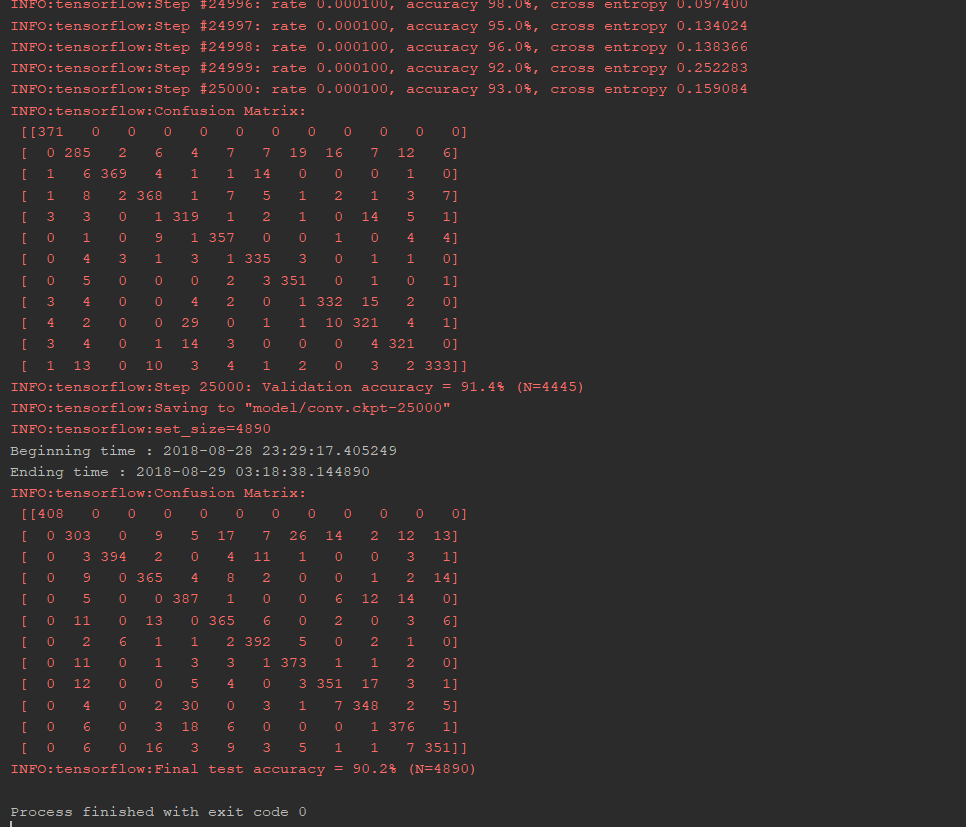 INFO:tensorflow:Step #24996: rate 0.000100, accuracy 98.0%, cross entropy 0.097400
INFO:tensorflow:Step #24997: rate 0.000100, accuracy 95.0%, cross entropy 0.134024
INFO:tensorflow:Step #24998: rate 0.000100, accuracy 96.0%, cross entropy 0.138366
INFO:tensorflow:Step #24999: rate 0.000100, accuracy 92.0%, cross entropy 0.252283
INFO:tensorflow:Step #25000: rate 0.000100, accuracy 93.0%, cross entropy 0.159084
INFO:tensorflow:Confusion Matrix:
[[371 0 0 0 0 0 0 0 0 0 0 0]
[ 0 285 2 6 4 7 7 19 16 7 12 6]
[ 1 6 369 4 1 1 14 0 0 0 1 0]
[ 1 8 2 368 1 7 5 1 2 1 3 7]
[ 3 3 0 1 319 1 2 1 0 14 5 1]
[ 0 1 0 9 1 357 0 0 1 0 4 4]
[ 0 4 3 1 3 1 335 3 0 1 1 0]
[ 0 5 0 0 0 2 3 351 0 1 0 1]
[ 3 4 0 0 4 2 0 1 332 15 2 0]
[ 4 2 0 0 29 0 1 1 10 321 4 1]
[ 3 4 0 1 14 3 0 0 0 4 321 0]
[ 1 13 0 10 3 4 1 2 0 3 2 333]]
INFO:tensorflow:Step 25000: Validation accuracy = 91.4% (N=4445)
INFO:tensorflow:Saving to "model/conv.ckpt-25000"
INFO:tensorflow:set_size=4890
Beginning time : 2018-08-28 23:29:17.405249
Ending time : 2018-08-29 03:18:38.144890
INFO:tensorflow:Confusion Matrix:
[[408 0 0 0 0 0 0 0 0 0 0 0]
[ 0 303 0 9 5 17 7 26 14 2 12 13]
[ 0 3 394 2 0 4 11 1 0 0 3 1]
[ 0 9 0 365 4 8 2 0 0 1 2 14]
[ 0 5 0 0 387 1 0 0 6 12 14 0]
[ 0 11 0 13 0 365 6 0 2 0 3 6]
[ 0 2 6 1 1 2 392 5 0 2 1 0]
[ 0 11 0 1 3 3 1 373 1 1 2 0]
[ 0 12 0 0 5 4 0 3 351 17 3 1]
[ 0 4 0 2 30 0 3 1 7 348 2 5]
[ 0 6 0 3 18 6 0 0 0 1 376 1]
[ 0 6 0 16 3 9 3 5 1 1 7 351]]
INFO:tensorflow:Final test accuracy = 90.2% (N=4890)
Process finished with exit code 0